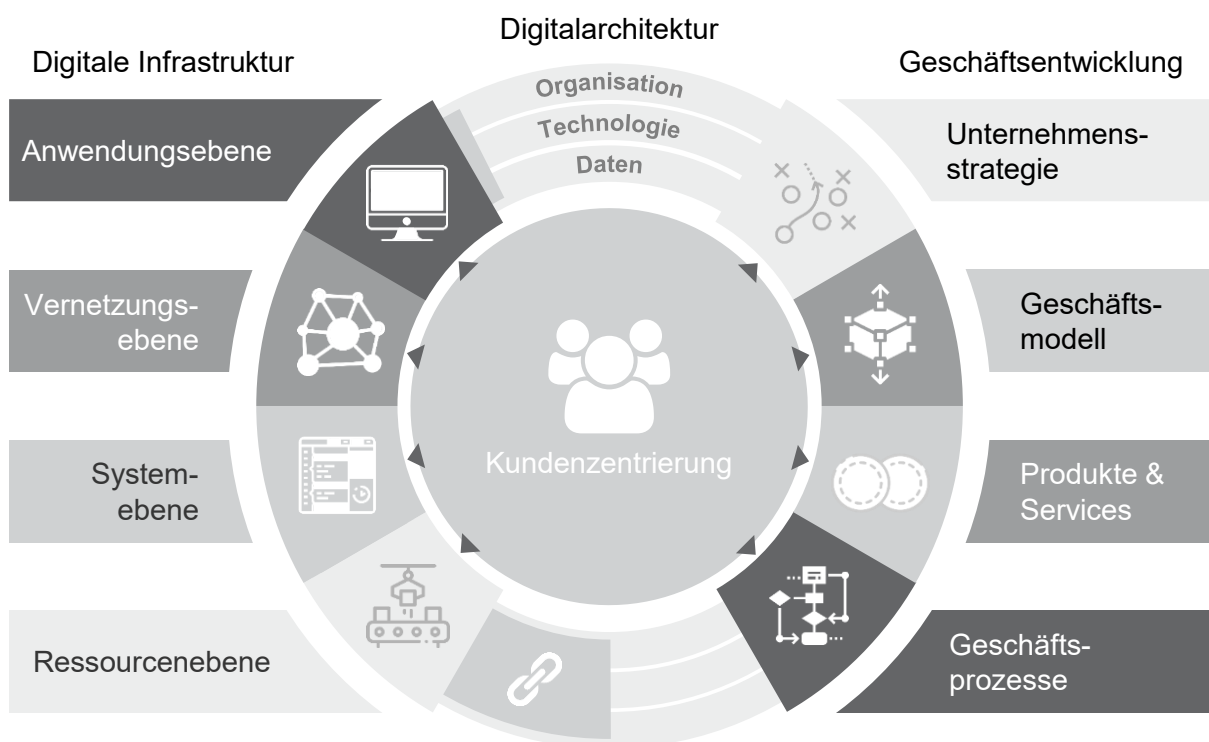 Digitalarchitektur
Digitale Infrastruktur
Geschäftsentwicklung
Organisation
Technologie
Daten
Anwendungsebene
Vernetzungs-
ebene
System-
ebene
Ressourcenebene
Kundenzentrierung
Unternehmens-
strategie
Geschäfts-
modell
Produkte &
Services
Geschäfts-
prozesse